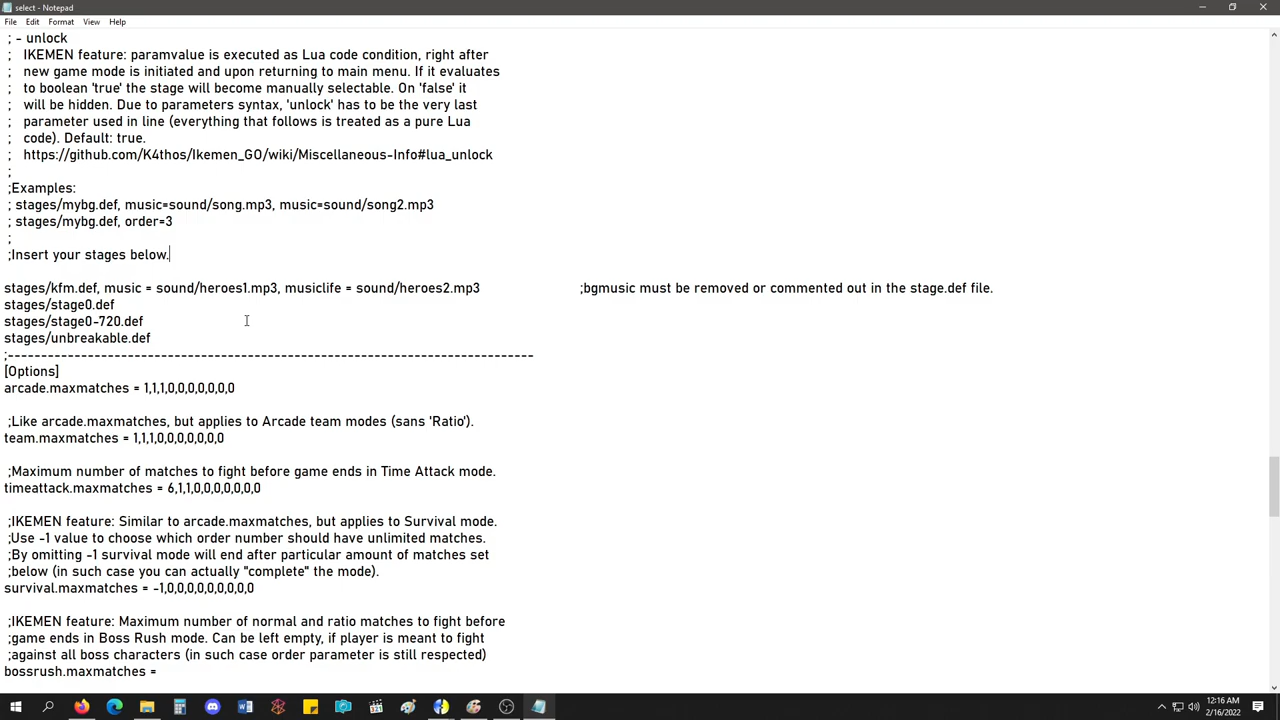 select - Notepad
File Edit Format View Help
; - unlock
; IKEMEN feature: paramvalue is executed as Lua code condition, right after
; new game mode is initiated and upon returning to main menu. If it evaluates
; to boolean 'true' the stage will become manually selectable. On 'false' it
; will be hidden. Due to parameters syntax, 'unlock' has to be the very last
; parameter used in line (everything that follows is treated as a pure Lua
; code). Default: true.
; https://github.com/K4thos/Ikemen_GO/wiki/Miscellaneous-Info#lua_unlock
;
;Examples:
; stages/mybg.def, music=sound/song.mp3, music=sound/song2.mp3
; stages/mybg.def, order=3
;
;Insert your stages below.
stages/kfm.def, music = sound/heroes1.mp3, musiclife = sound/heroes2.mp3 ;bgmusic must be removed or commented out in the stage.def file.
stages/stage0.def
stages/stage0-720.def
stages/unbreakable.def
;-------------------------------------------------------------------------------
[Options]
arcade.maxmatches = 1,1,1,0,0,0,0,0,0,0
;Like arcade.maxmatches, but applies to Arcade team modes (sans 'Ratio').
team.maxmatches = 1,1,1,0,0,0,0,0,0,0
;Maximum number of matches to fight before game ends in Time Attack mode.
timeattack.maxmatches = 6,1,1,0,0,0,0,0,0,0
;IKEMEN feature: Similar to arcade.maxmatches, but applies to Survival mode.
;Use -1 value to choose which order number should have unlimited matches.
;By omitting -1 survival mode will end after particular amount of matches set
;below (in such case you can actually "complete" the mode).
survival.maxmatches = -1,0,0,0,0,0,0,0,0,0
;IKEMEN feature: Maximum number of normal and ratio matches to fight before
;game ends in Boss Rush mode. Can be left empty, if player is meant to fight
;against all boss characters (in such case order parameter is still respected)
bossrush.maxmatches =
12:16 AM
2/16/2022